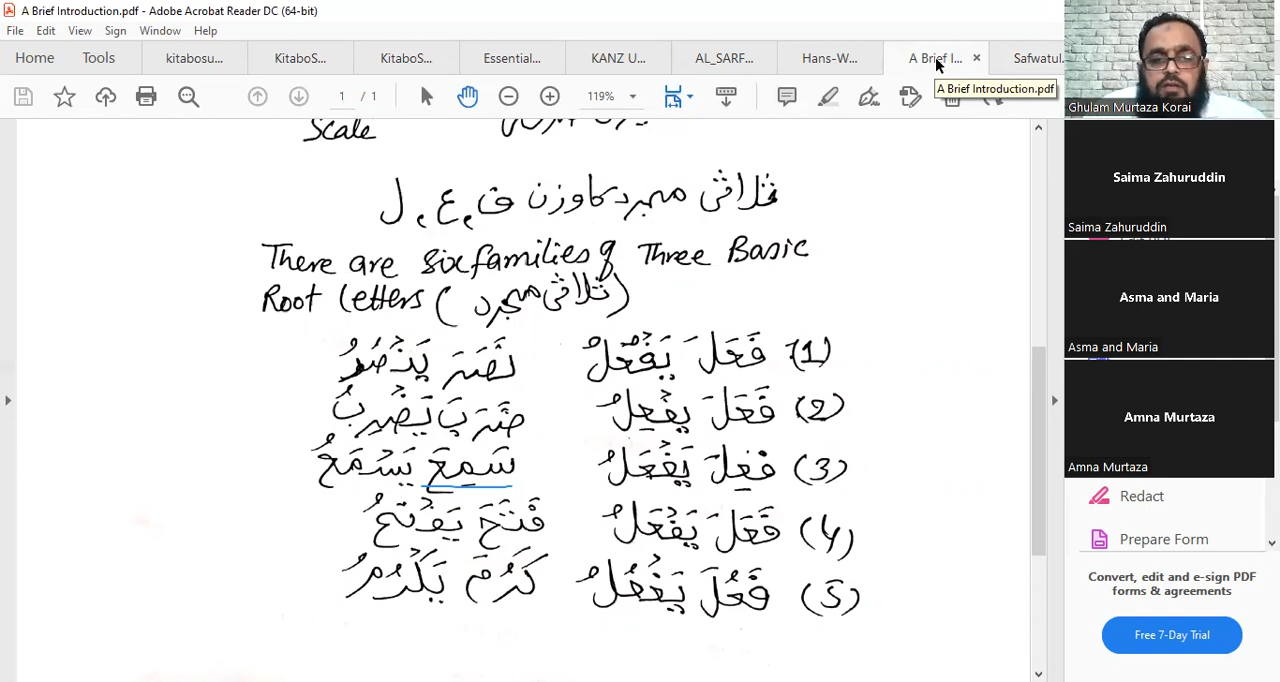 A Brief Introduction.pdf - Adobe Acrobat Reader DC (64-bit)
File Edit View Sign Window Help
Home Tools kitabosu... KitaboS... KitaboS... Essential... KANZ U... AL_SARF... Hans-W... A Brief I... × Safwatul.
1 / 1 119%
A Brief Introduction.pdf
Scale
ثلاثی مجرد کا وزن ف ، ع ، ل
There are six families of Three Basic
Root letters (ثلاثی مجرد)
(1) فَعَلَ يَفْعُلُ نَصَرَ يَنْصُرُ
(2) فَعَلَ يَفْعِلُ ضَرَبَ يَضْرِبُ
(3) فَعِلَ يَفْعَلُ سَمِعَ يَسْمَعُ
(4) فَعَلَ يَفْعَلُ فَتَحَ يَفْتَحُ
(5) فَعُلَ يَفْعُلُ كَرُمَ يَكْرُمُ
Ghulam Murtaza Korai
Saima Zahuruddin
Saima Zahuruddin
Asma and Maria
Asma and Maria
Amna Murtaza
Amna Murtaza
Redact
Prepare Form
Convert, edit and e-sign PDF
forms & agreements
Free 7-Day Trial